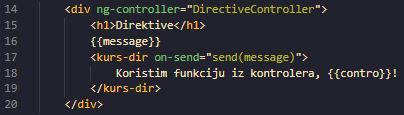 14 <div ng-controller="DirectiveController">
15 <h1>Direktive</h1>
16 {{message}}
17 <kurs-dir on-send="send(message)">
18 Koristim funkciju iz kontrolera, {{contro}}!
19 </kurs-dir>
20 </div>